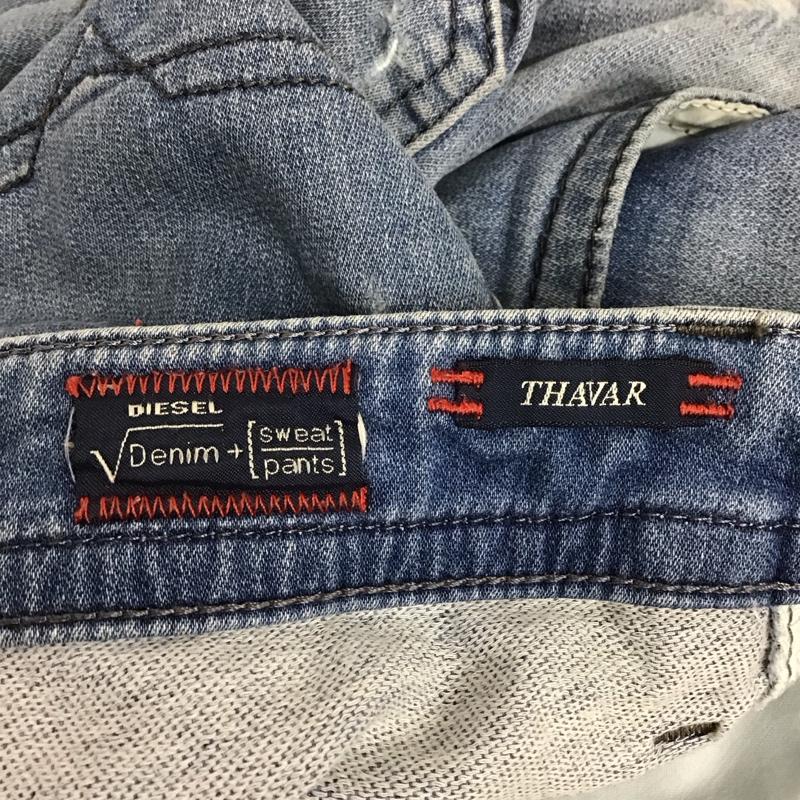 DIESEL
√Denim + [sweat
pants]
THAVAR